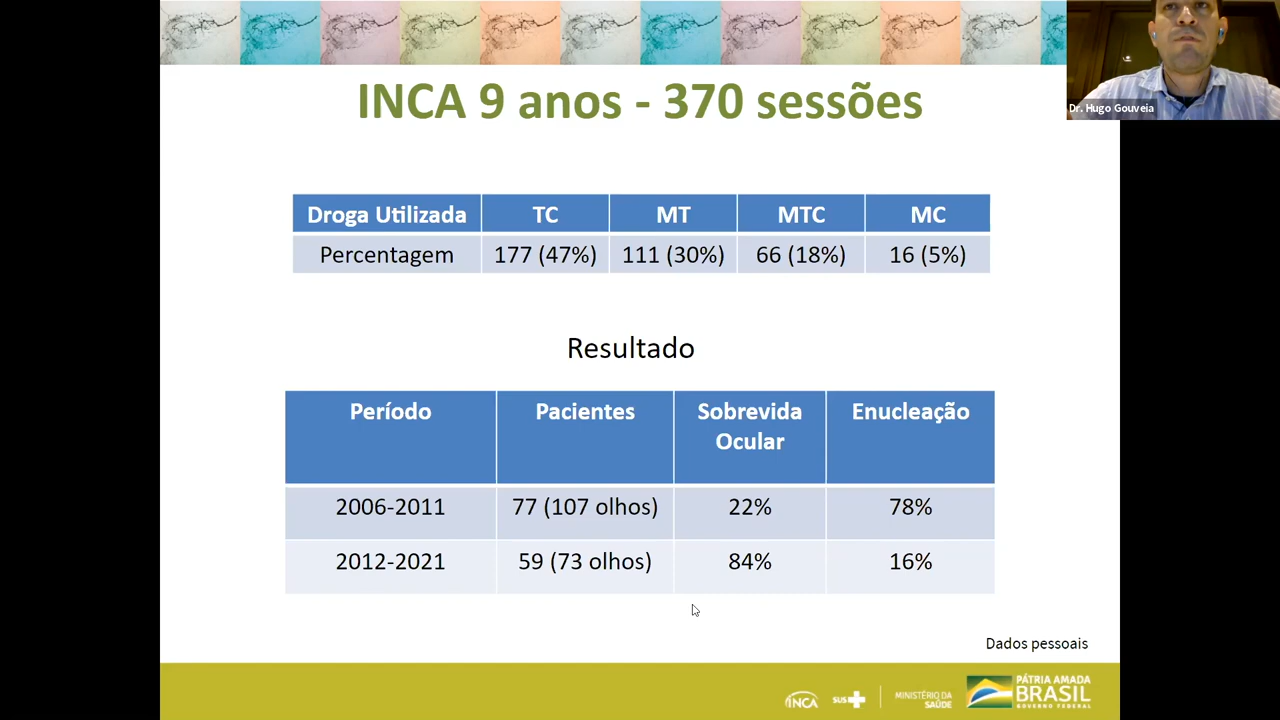 INCA 9 anos - 370 sessões
Dr. Hugo Gouveia
Droga Utilizada TC MT MTC MC
Percentagem 177 (47%) 111 (30%) 66 (18%) 16 (5%)
Resultado
Período Pacientes Sobrevida Ocular Enucleação
2006-2011 77 (107 olhos) 22% 78%
2012-2021 59 (73 olhos) 84% 16%
Dados pessoais
INCA
SUS
MINISTÉRIO DA
SAÚDE
PÁTRIA AMADA
BRASIL
GOVERNO FEDERAL